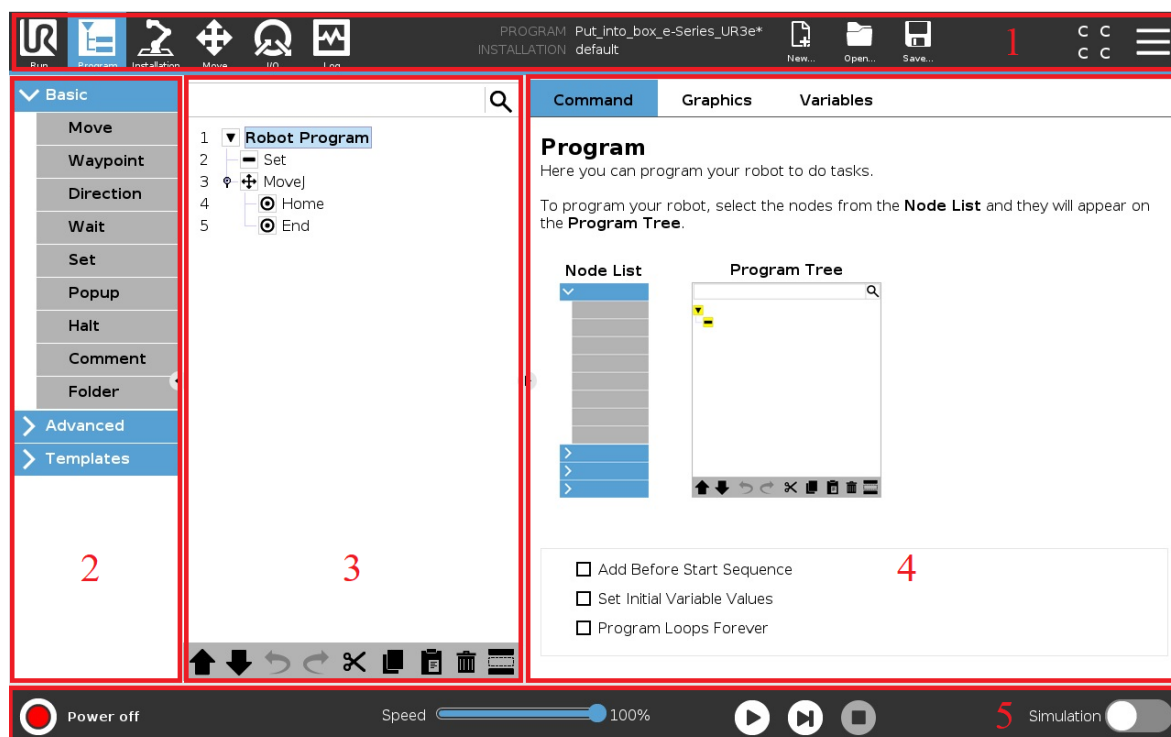 PROGRAM Put_into_box_e-Series_UR3e*
INSTALLATION default
1
C C
C C
Run Program Installation Move I/O Log New... Open... Save...
Basic
Move
Waypoint
Direction
Wait
Set
Popup
Halt
Comment
Folder
Advanced
Templates
2
1 Robot Program
2 Set
3 MoveJ
4 Home
5 End
3
Command Graphics Variables
Program
Here you can program your robot to do tasks.
To program your robot, select the nodes from the Node List and they will appear on
the Program Tree.
Node List Program Tree
Add Before Start Sequence
Set Initial Variable Values
Program Loops Forever
4
Power off Speed 100% 5 Simulation